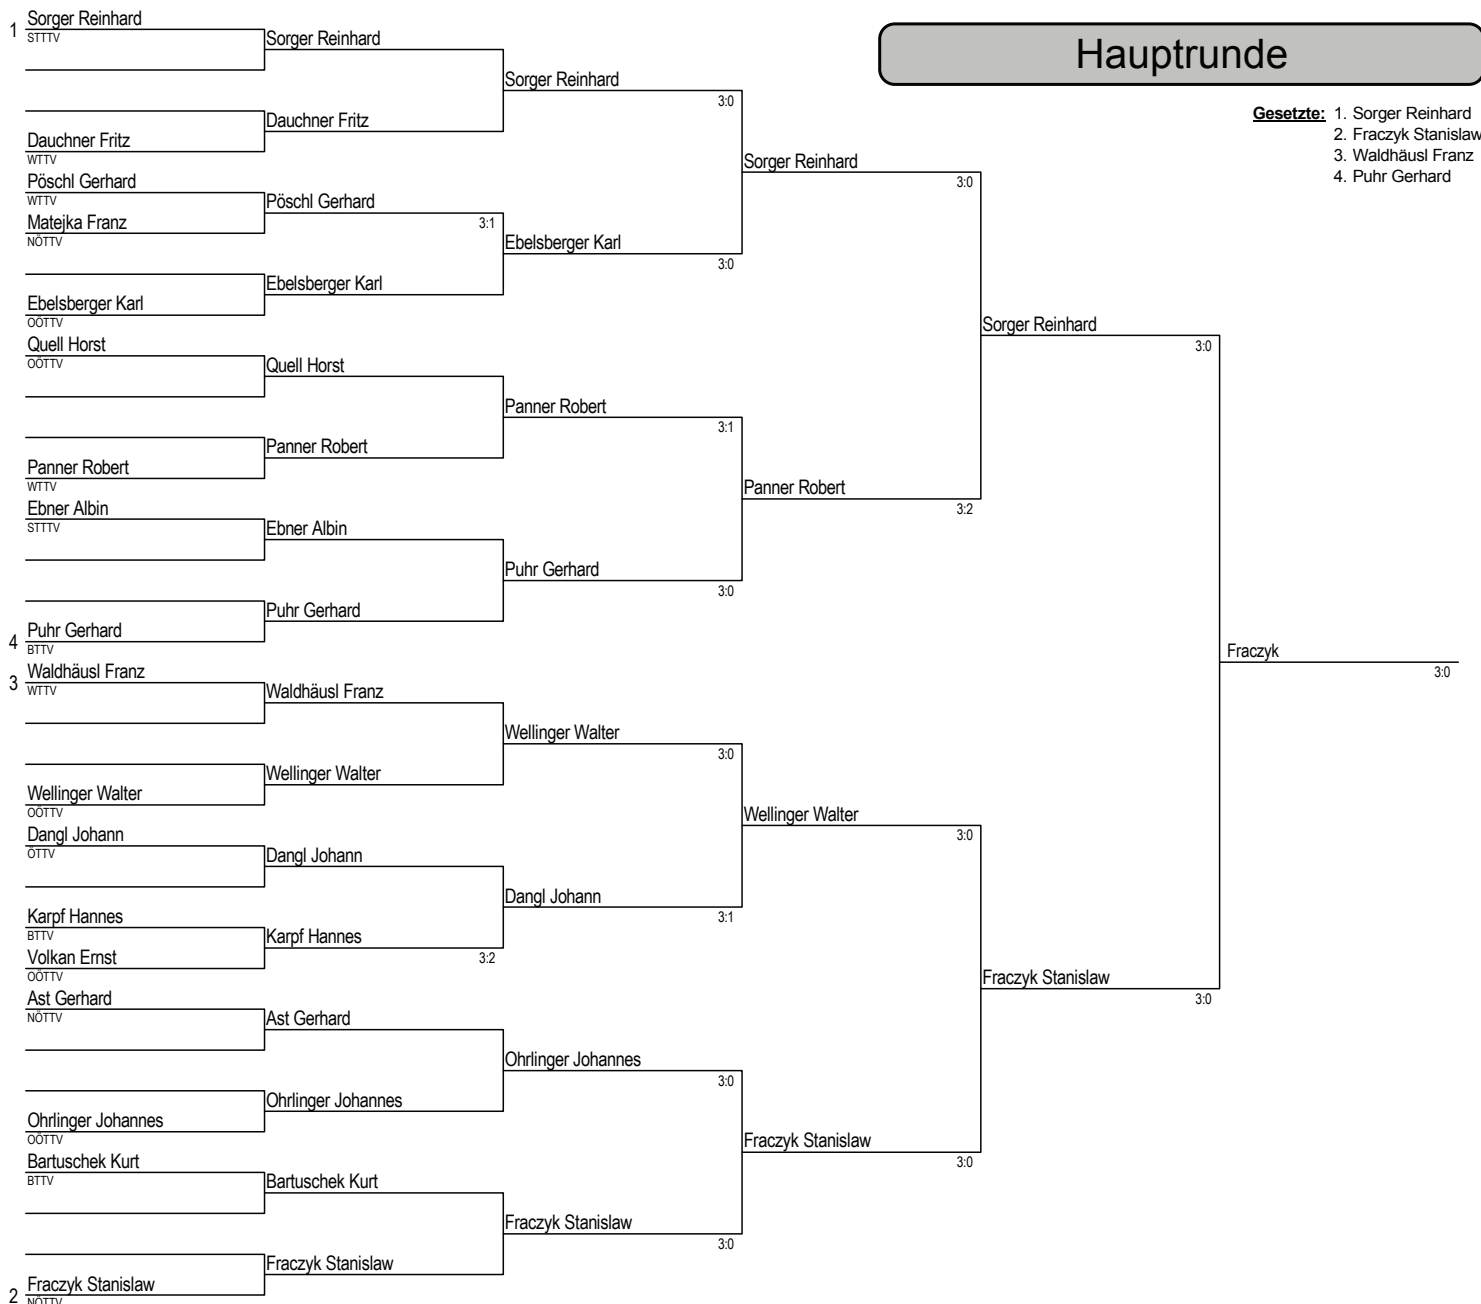 Hauptrunde
Gesetzte: 1. Sorger Reinhard
2. Fraczyk Stanislaw
3. Waldhäusl Franz
4. Puhr Gerhard
1 Sorger Reinhard
STTTV
Dauchner Fritz
WTTV
Pöschl Gerhard
WTTV
Matejka Franz
NÖTTV
Ebelsberger Karl
OÖTTV
Quell Horst
OÖTTV
Panner Robert
WTTV
Ebner Albin
STTTV
4 Puhr Gerhard
BTTV
3 Waldhäusl Franz
WTTV
Wellinger Walter
OÖTTV
Dangl Johann
ÖTTV
Karpf Hannes
BTTV
Volkan Ernst
OÖTTV
Ast Gerhard
NÖTTV
Ohrlinger Johannes
OÖTTV
Bartuschek Kurt
BTTV
2 Fraczyk Stanislaw
NÖTTV
Sorger Reinhard
Dauchner Fritz
Pöschl Gerhard
3:1
Ebelsberger Karl
Quell Horst
Panner Robert
Ebner Albin
Puhr Gerhard
Waldhäusl Franz
Wellinger Walter
Dangl Johann
Karpf Hannes
3:2
Ast Gerhard
Ohrlinger Johannes
Bartuschek Kurt
Fraczyk Stanislaw
Sorger Reinhard
3:0
Ebelsberger Karl
3:0
Panner Robert
3:1
Puhr Gerhard
3:0
Wellinger Walter
3:0
Dangl Johann
3:1
Ohrlinger Johannes
3:0
Fraczyk Stanislaw
3:0
Sorger Reinhard
3:0
Panner Robert
3:2
Wellinger Walter
3:0
Fraczyk Stanislaw
3:0
Sorger Reinhard
3:0
Fraczyk Stanislaw
3:0
Fraczyk
3:0